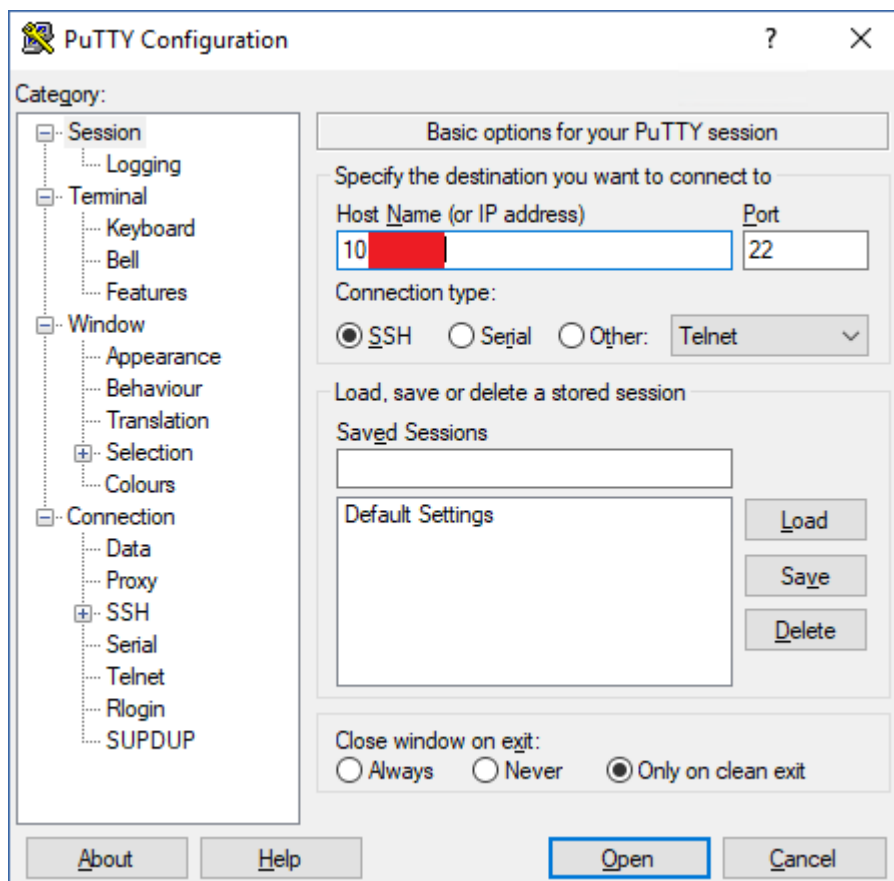 PuTTY Configuration
?
Category:
Session
Logging
Terminal
Keyboard
Bell
Features
Window
Appearance
Behaviour
Translation
Selection
Colours
Connection
Data
Proxy
SSH
Serial
Telnet
Rlogin
SUPDUP
Basic options for your PuTTY session
Specify the destination you want to connect to
Host Name (or IP address) Port
10 22
Connection type:
SSH Serial Other: Telnet
Load, save or delete a stored session
Saved Sessions
Default Settings
Load
Save
Delete
Close window on exit:
Always Never Only on clean exit
About Help Open Cancel